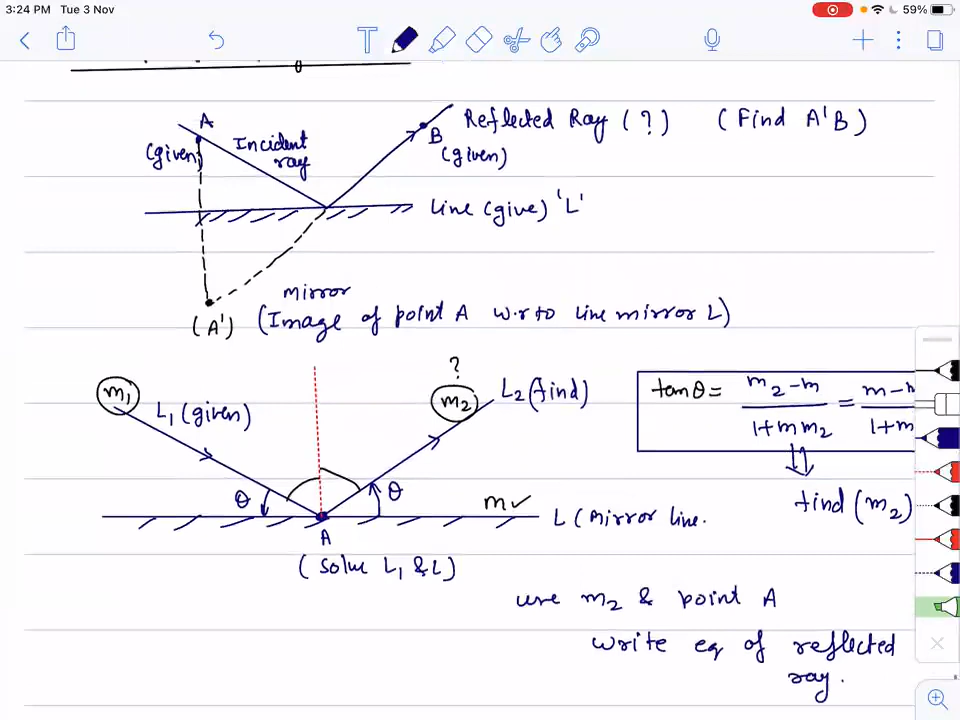 3:24 PM Tue 3 Nov
59%
A
(given)
Incident
ray
B
(given)
Reflected Ray (?) (Find A'B)
Line (give) 'L'
mirror
(A') (Image of point A w.r to line mirror L)
m1
L1 (given)
?
m2
L2 (find)
tanθ = m2-m / 1+mm2 = m-m / 1+m
θ
θ
m✓
find (m2)
A
L (Mirror line.
(Solve L1 & L)
use m2 & point A
write eq of reflected
ray.